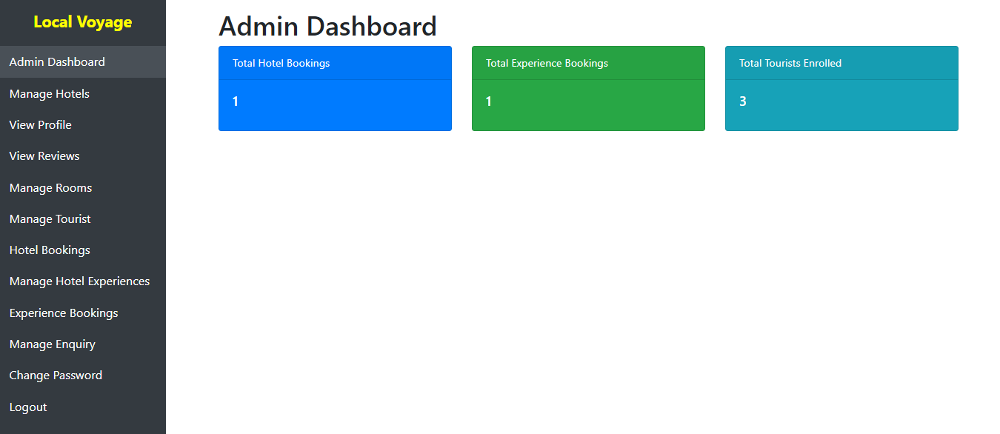 Local Voyage
Admin Dashboard
Manage Hotels
View Profile
View Reviews
Manage Rooms
Manage Tourist
Hotel Bookings
Manage Hotel Experiences
Experience Bookings
Manage Enquiry
Change Password
Logout
Admin Dashboard
Total Hotel Bookings
1
Total Experience Bookings
1
Total Tourists Enrolled
3